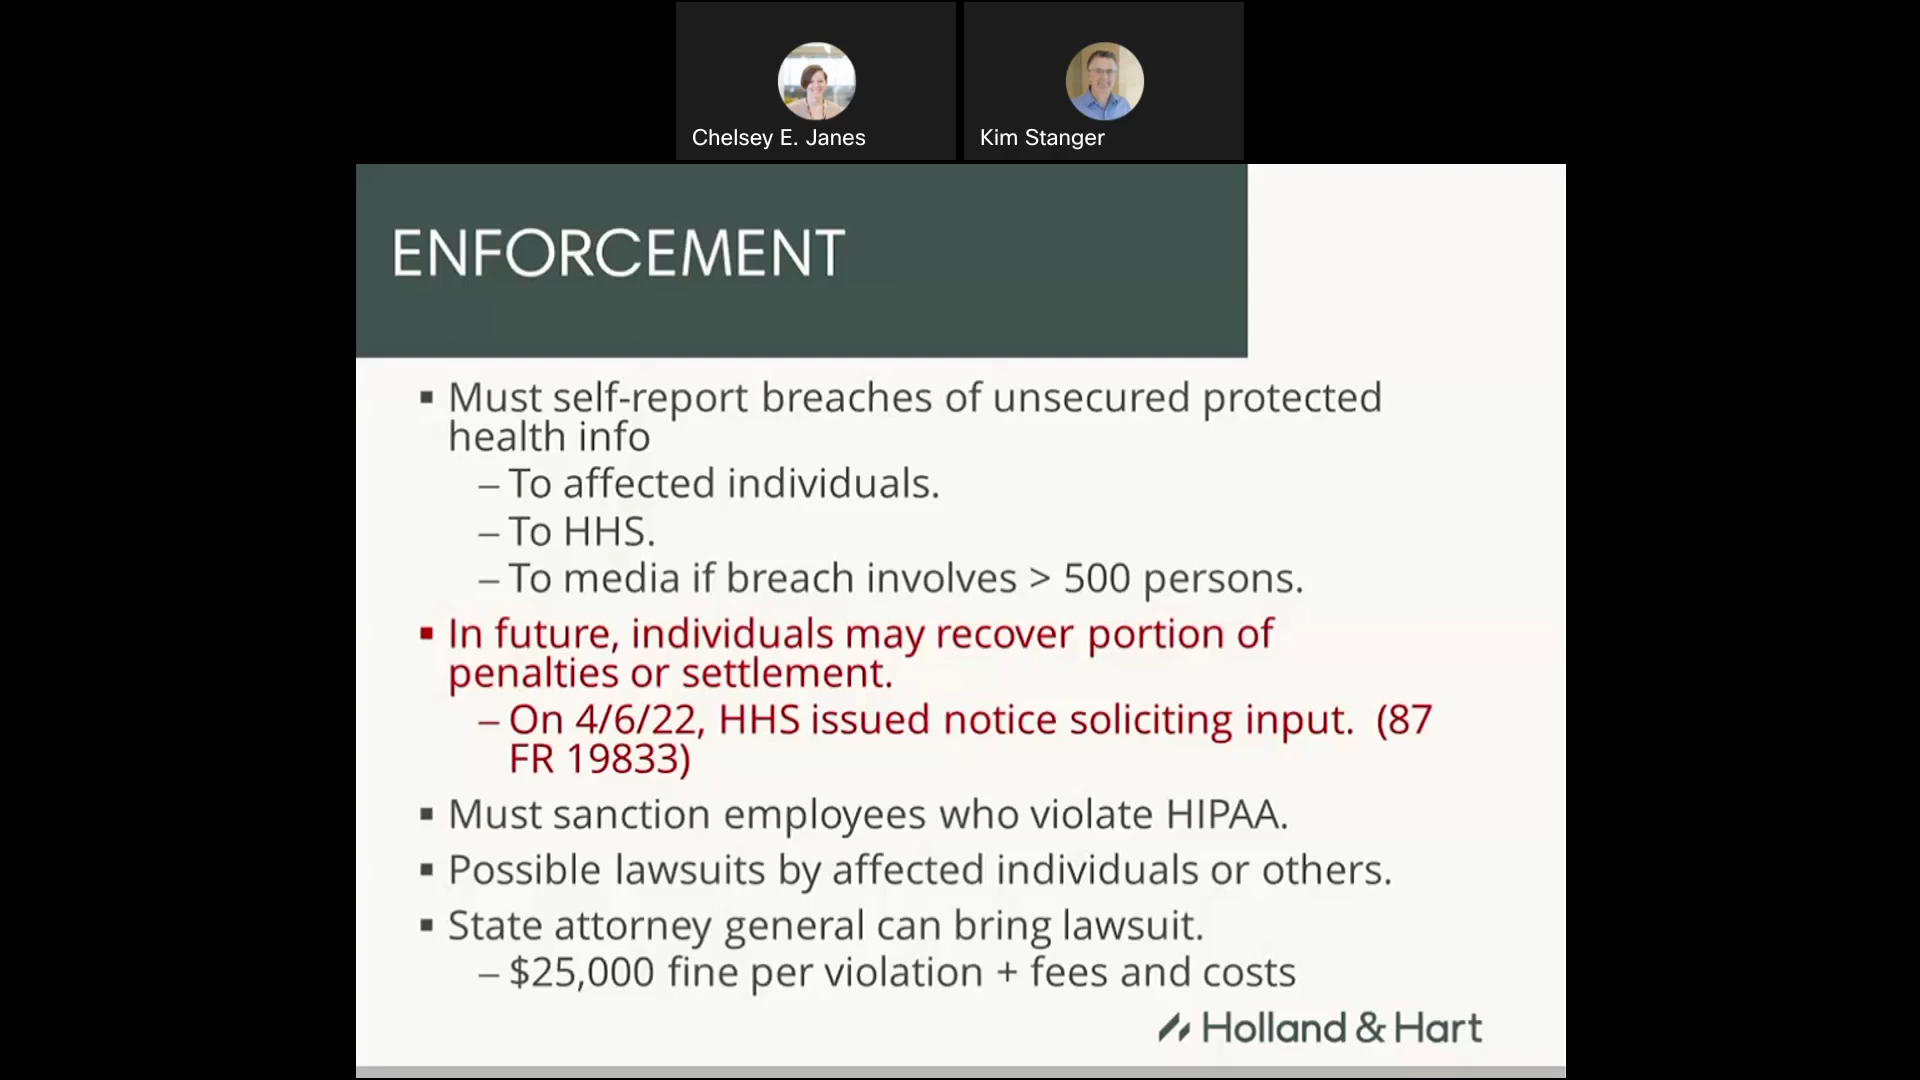 Chelsey E. Janes
Kim Stanger
ENFORCEMENT
▪ Must self-report breaches of unsecured protected
health info
– To affected individuals.
– To HHS.
– To media if breach involves > 500 persons.
▪ In future, individuals may recover portion of
penalties or settlement.
– On 4/6/22, HHS issued notice soliciting input. (87
FR 19833)
▪ Must sanction employees who violate HIPAA.
▪ Possible lawsuits by affected individuals or others.
▪ State attorney general can bring lawsuit.
– $25,000 fine per violation + fees and costs
Holland & Hart